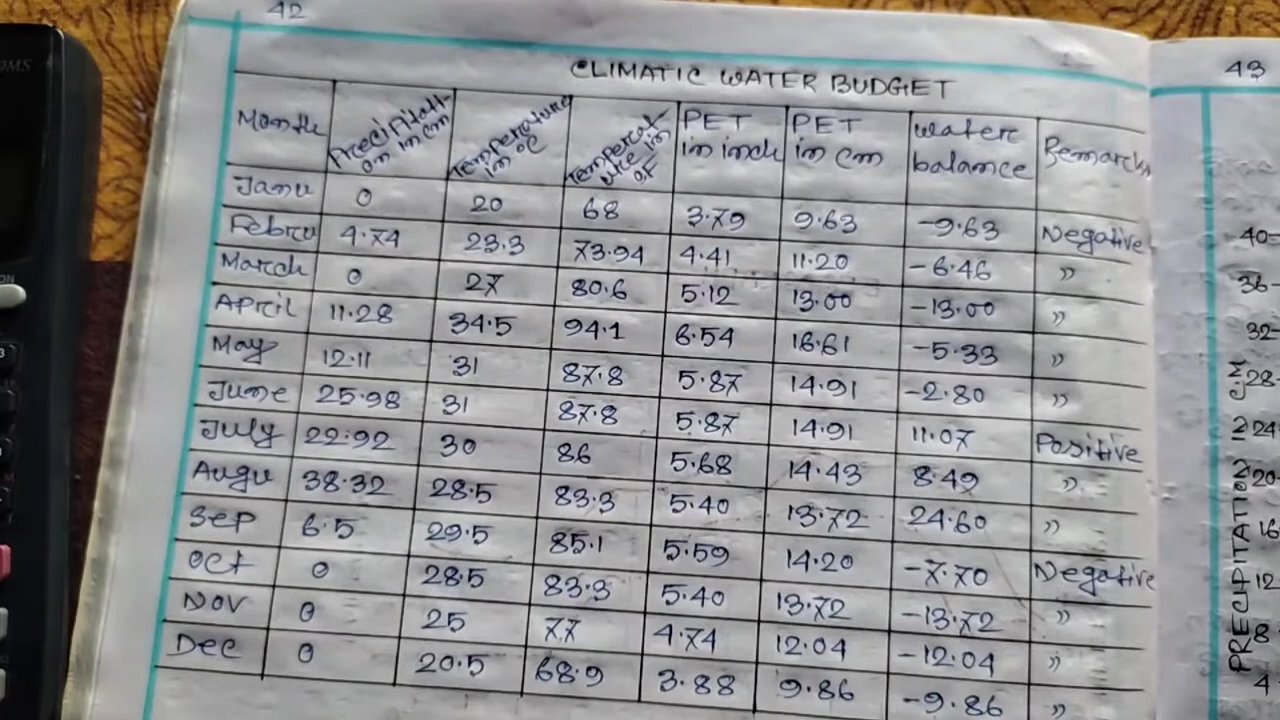 42
CLIMATIC WATER BUDGET
Month Precipitati-on in cm Temperature in °C Temperature in °F PET in inch PET in cm water balance Remarks
Janu 0 20 68 3.79 9.63 -9.63 Negative
Febru 4.74 23.3 73.94 4.41 11.20 -6.46 "
March 0 27 80.6 5.12 13.00 -13.00 "
April 11.28 34.5 94.1 6.54 16.61 -5.33 "
May 12.11 31 87.8 5.87 14.91 -2.80 "
June 25.98 31 87.8 5.87 14.91 11.07 Positive
July 22.92 30 86 5.68 14.43 8.49 "
Augu 38.32 28.5 83.3 5.40 13.72 24.60 "
Sep 6.5 29.5 85.1 5.59 14.20 -7.70 Negative
Oct 0 28.5 83.3 5.40 13.72 -13.72 "
Nov 0 25 77 4.74 12.04 -12.04 "
Dec 0 20.5 68.9 3.88 9.86 -9.86 "
43
40-
36-
32
28-
24
20-
16
12
8
4
PRECIPITATION IN C.M